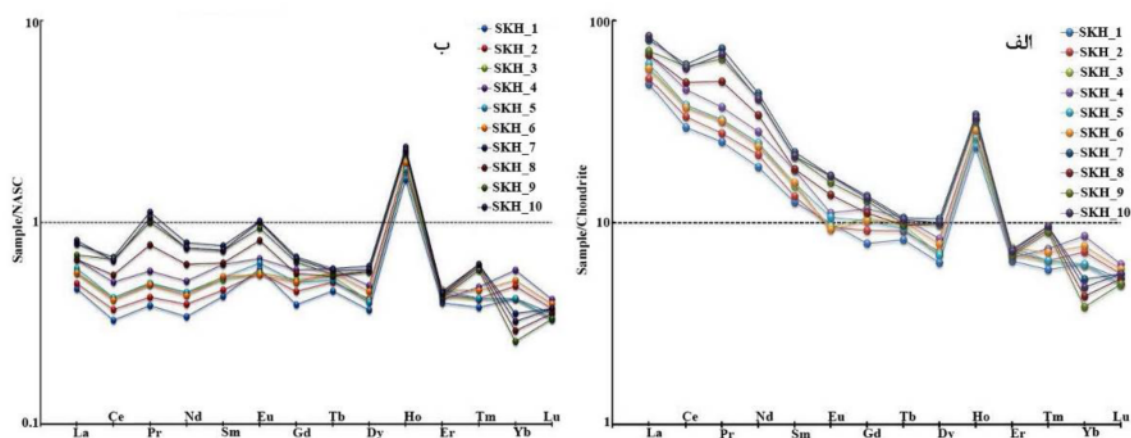 10
1
0.1
Sample/NASC
ب
SKH_1
SKH_2
SKH_3
SKH_4
SKH_5
SKH_6
SKH_7
SKH_8
SKH_9
SKH_10
La Ce Pr Nd Sm Eu Gd Tb Dy Ho Er Tm Yb Lu
100
10
1
Sample/Chondrite
الف
SKH_1
SKH_2
SKH_3
SKH_4
SKH_5
SKH_6
SKH_7
SKH_8
SKH_9
SKH_10
La Ce Pr Nd Sm Eu Gd Tb Dy Ho Er Tm Yb Lu